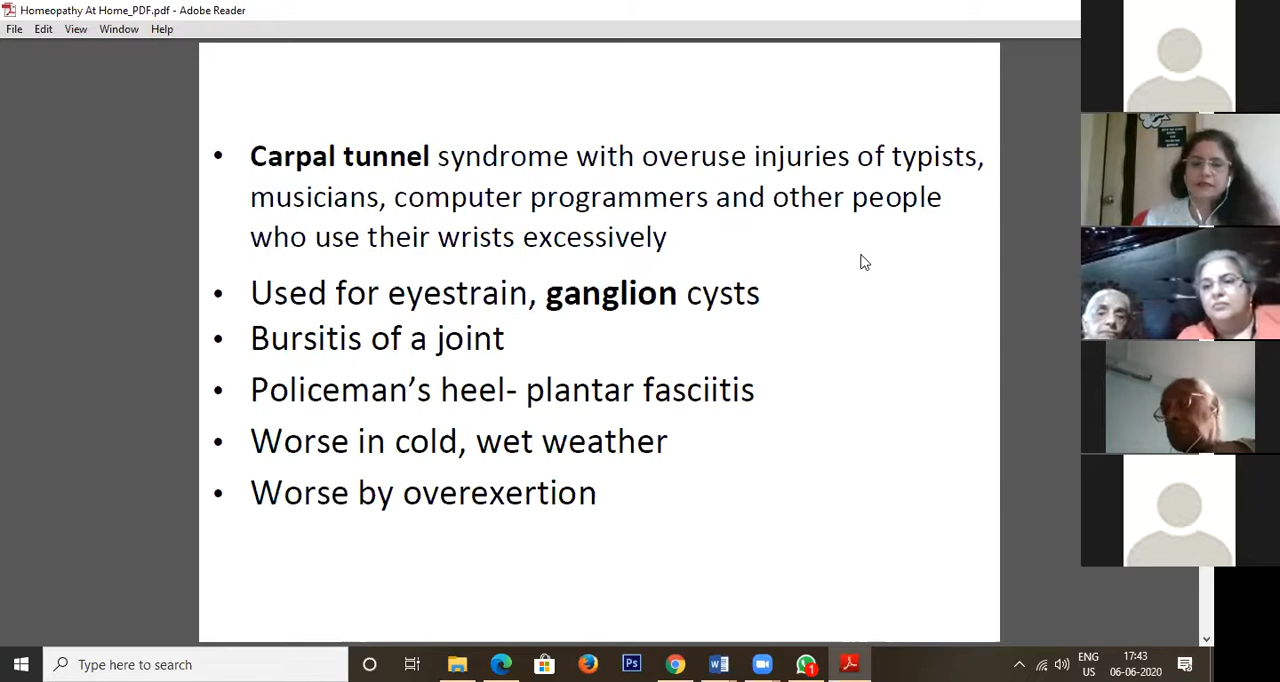 Homeopathy At Home_PDF.pdf - Adobe Reader
File Edit View Window Help
• Carpal tunnel syndrome with overuse injuries of typists,
musicians, computer programmers and other people
who use their wrists excessively
• Used for eyestrain, ganglion cysts
• Bursitis of a joint
• Policeman's heel- plantar fasciitis
• Worse in cold, wet weather
• Worse by overexertion
Type here to search
Ps
1
ENG
US
17:43
06-06-2020